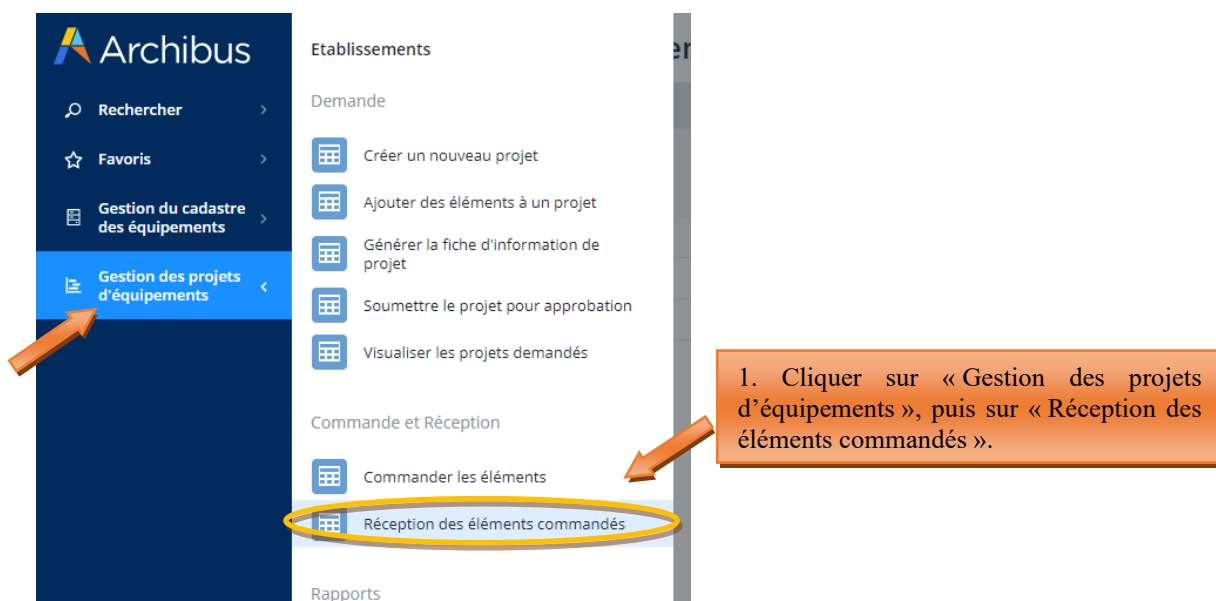 Archibus
Rechercher
Favoris
Gestion du cadastre
des équipements
Gestion des projets
d'équipements
Etablissements
Demande
Créer un nouveau projet
Ajouter des éléments à un projet
Générer la fiche d'information de
projet
Soumettre le projet pour approbation
Visualiser les projets demandés
Commande et Réception
Commander les éléments
Réception des éléments commandés
Rapports
er
1. Cliquer sur « Gestion des projets
d’équipements », puis sur « Réception des
éléments commandés ».